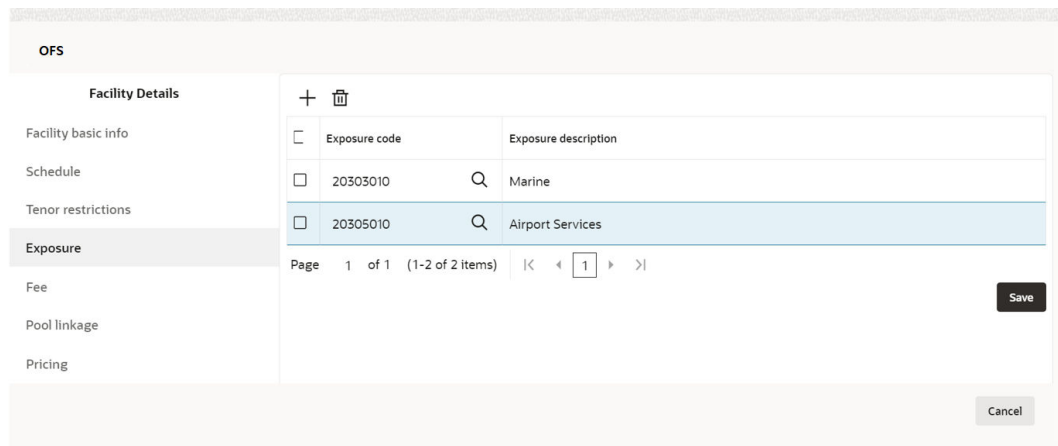 OFS
Facility Details
Facility basic info
Schedule
Tenor restrictions
Exposure
Fee
Pool linkage
Pricing
Exposure code Exposure description
20303010 Marine
20305010 Airport Services
Page 1 of 1 (1-2 of 2 items) 1
Save
Cancel